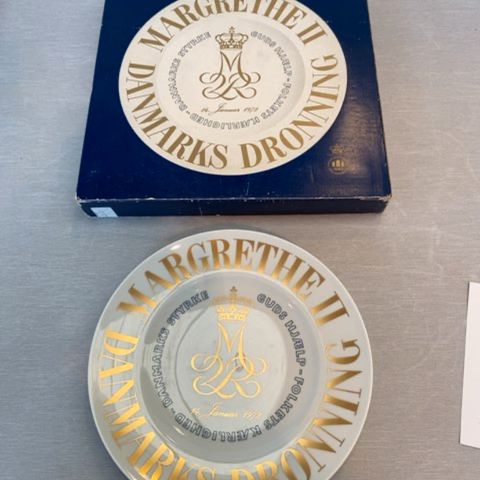 MARGRETHE II
DANMARKS DRONNING
GUDS HJÆLP - FOLKETS KÆRLIGHED - DANMARKS STYRKE
14. Januar 1972
MARGRETHE II
DANMARKS DRONNING
GUDS HJÆLP - FOLKETS KÆRLIGHED - DANMARKS STYRKE
14. Januar 1972